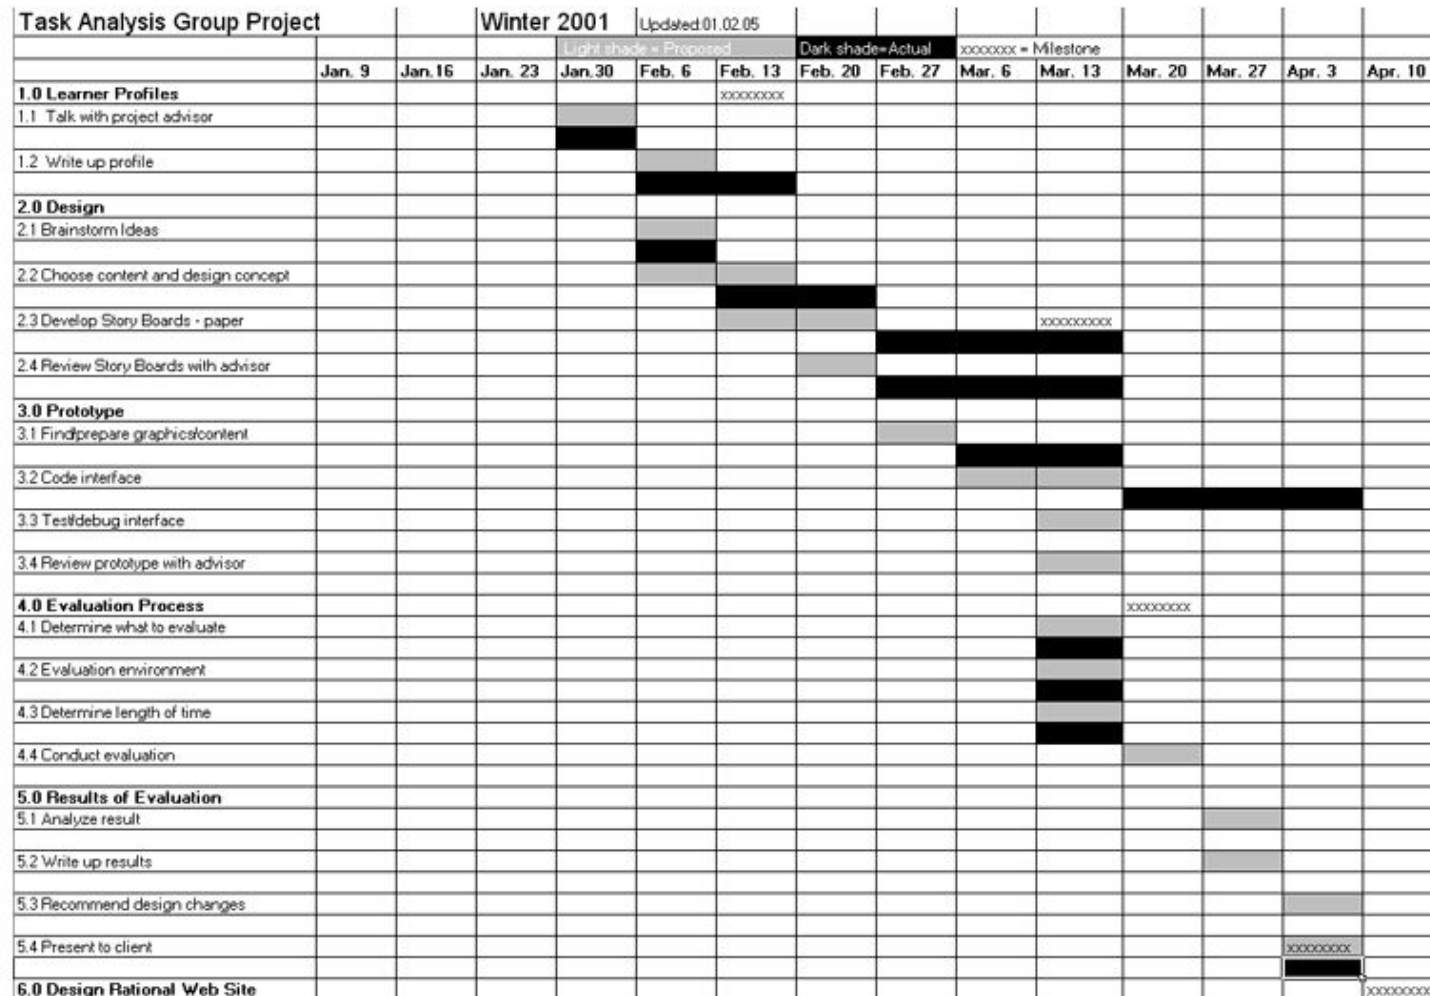 Task Analysis Group Project Winter 2001 Updated:01.02.05
Light shade = Proposed Dark shade=Actual xxxxxxx = Milestone
Jan. 9 Jan.16 Jan. 23 Jan.30 Feb. 6 Feb. 13 Feb. 20 Feb. 27 Mar. 6 Mar. 13 Mar. 20 Mar. 27 Apr. 3 Apr. 10
1.0 Learner Profiles xxxxxxxx
1.1 Talk with project advisor
1.2 Write up profile
2.0 Design
2.1 Brainstorm Ideas
2.2 Choose content and design concept
2.3 Develop Story Boards - paper xxxxxxxxx
2.4 Review Story Boards with advisor
3.0 Prototype
3.1 Find/prepare graphics/content
3.2 Code interface
3.3 Test/debug interface
3.4 Review prototype with advisor
4.0 Evaluation Process xxxxxxxx
4.1 Determine what to evaluate
4.2 Evaluation environment
4.3 Determine length of time
4.4 Conduct evaluation
5.0 Results of Evaluation
5.1 Analyze result
5.2 Write up results
5.3 Recommend design changes
5.4 Present to client xxxxxxxx
6.0 Design Rational Web Site xxxxxxxx